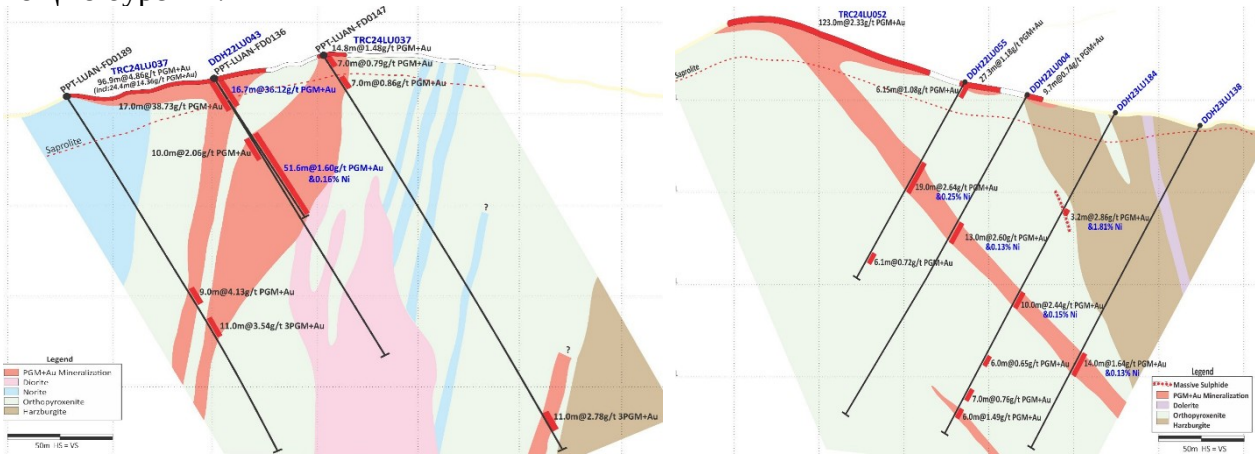 PPT-LUAN-FD0189
TRC24LU037
96.9m@4.86g/t PGM+Au
(incl:24.4m@14.36g/t PGM+Au)
DDH22LU043
PPT-LUAN-FD0136
PPT-LUAN-FD0147
TRC24LU037
14.8m@1.48g/t PGM+Au
7.0m@0.79g/t PGM+Au
7.0m@0.86g/t PGM+Au
16.7m@36.12g/t PGM+Au
17.0m@38.73g/t PGM+Au
Saprolite
10.0m@2.06g/t PGM+Au
51.6m@1.60g/t PGM+Au
&0.16% Ni
?
9.0m@4.13g/t PGM+Au
11.0m@3.54g/t 3PGM+Au
?
11.0m@2.78g/t 3PGM+Au
Legend
PGM+Au Mineralization
Diorite
Norite
Orthopyroxenite
Harzburgite
50m HS = VS
TRC24LU052
123.0m@2.33g/t PGM+Au
Saprolite
DDH22LU055
27.3m@1.18g/t PGM+Au
DDH22LU004
9.7m@0.74g/t PGM+Au
DDH23LU184
DDH23LU138
6.15m@1.08g/t PGM+Au
19.0m@2.64g/t PGM+Au
&0.25% Ni
3.2m@2.86g/t PGM+Au
&1.81% Ni
13.0m@2.60g/t PGM+Au
&0.13% Ni
6.1m@0.72g/t PGM+Au
10.0m@2.44g/t PGM+Au
&0.15% Ni
6.0m@0.65g/t PGM+Au
14.0m@1.64g/t PGM+Au
&0.13% Ni
7.0m@0.76g/t PGM+Au
6.0m@1.49g/t PGM+Au
Legend
Massive Sulphide
PGM+Au Mineralization
Dolerite
Orthopyroxenite
Harzburgite
50m HS = VS